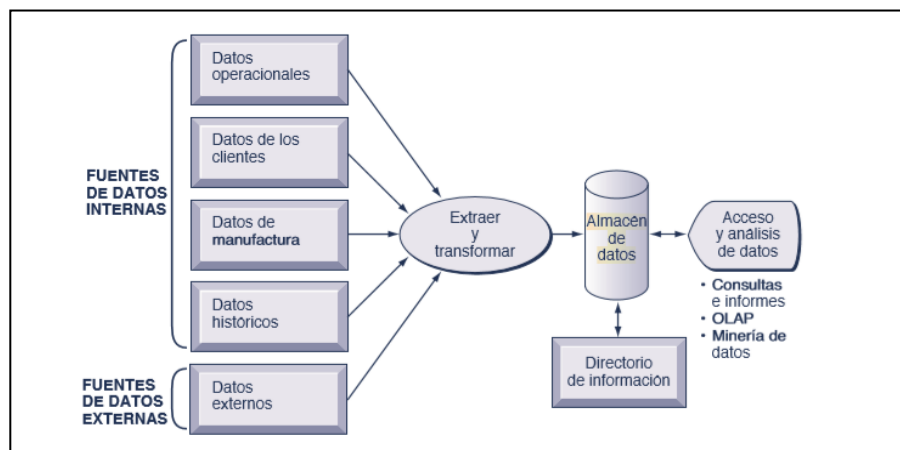 FUENTES
DE DATOS
INTERNAS
Datos
operacionales
Datos de los
clientes
Datos de
manufactura
Datos
históricos
FUENTES
DE DATOS
EXTERNAS
Datos
externos
Extraer
y
transformar
Almacén
de
datos
Directorio
de información
Acceso
y análisis
de datos
• Consultas
e informes
• OLAP
• Minería de
datos